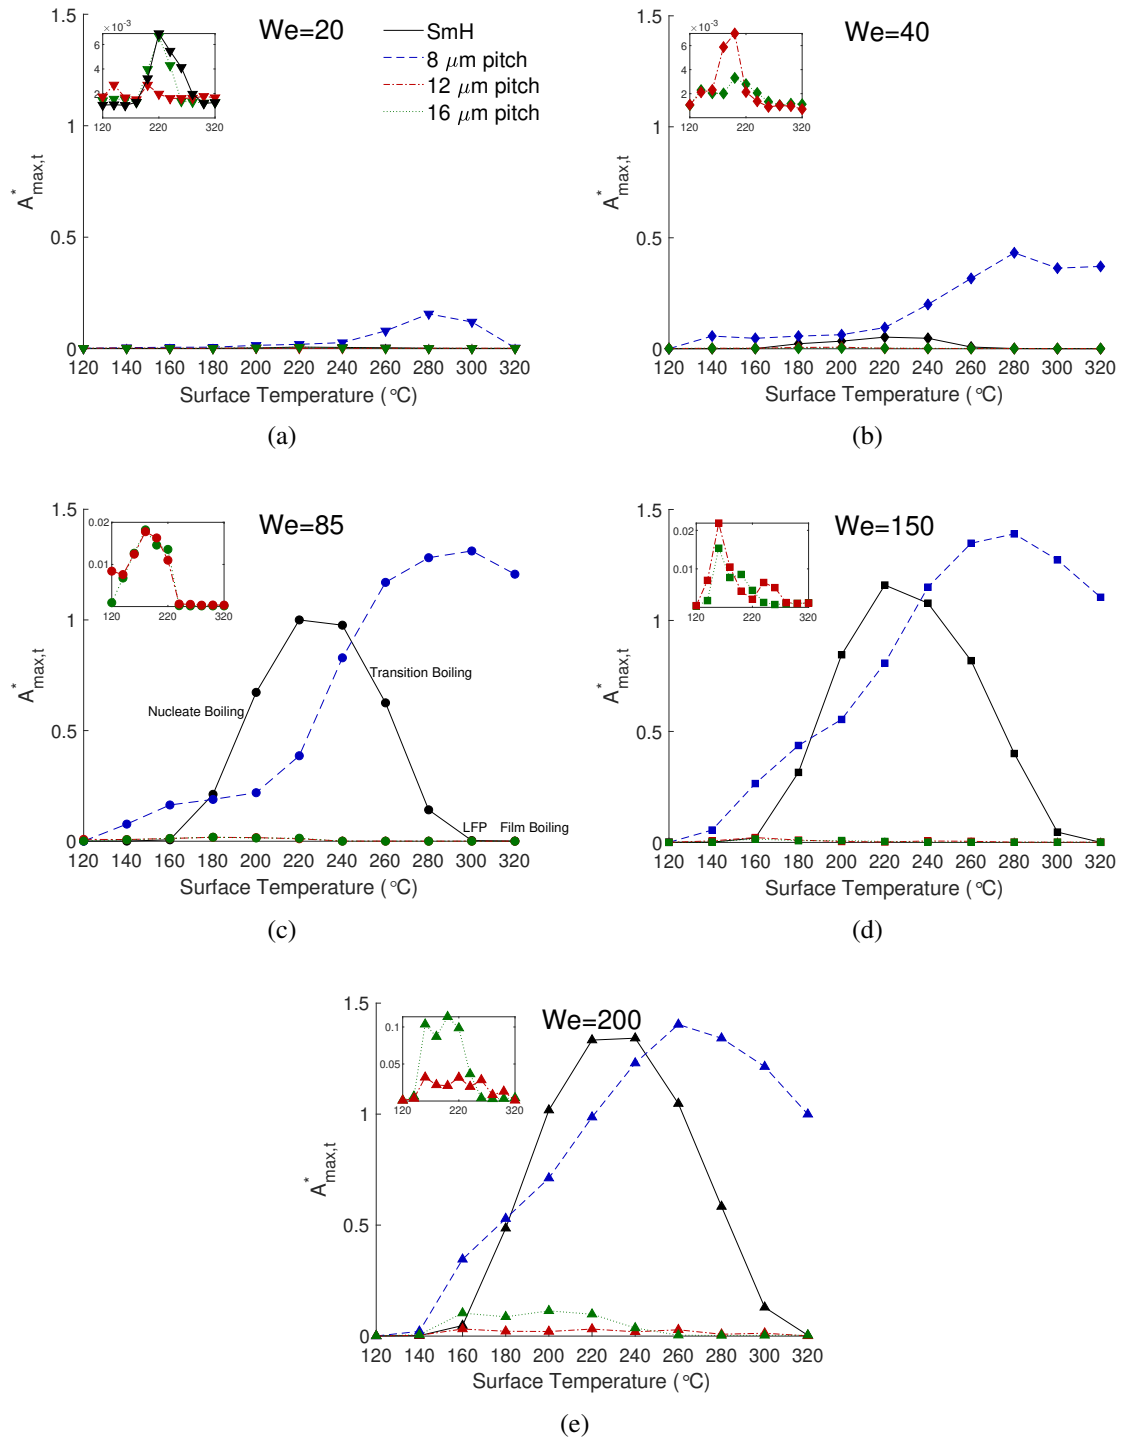 We=20
SmH
8 μm pitch
12 μm pitch
16 μm pitch
×10⁻³
6
4
2
120 220 320
1.5
1
0.5
0
A*max,t
120 140 160 180 200 220 240 260 280 300 320
Surface Temperature (°C)
(a)
We=40
×10⁻³
6
4
2
120 220 320
1.5
1
0.5
0
A*max,t
120 140 160 180 200 220 240 260 280 300 320
Surface Temperature (°C)
(b)
We=85
0.02
0.01
120 220 320
1.5
1
0.5
0
A*max,t
Transition Boiling
Nucleate Boiling
LFP Film Boiling
120 140 160 180 200 220 240 260 280 300 320
Surface Temperature (°C)
(c)
We=150
0.02
0.01
120 220 320
1.5
1
0.5
0
A*max,t
120 140 160 180 200 220 240 260 280 300 320
Surface Temperature (°C)
(d)
We=200
0.1
0.05
120 220 320
1.5
1
0.5
0
A*max,t
120 140 160 180 200 220 240 260 280 300 320
Surface Temperature (°C)
(e)